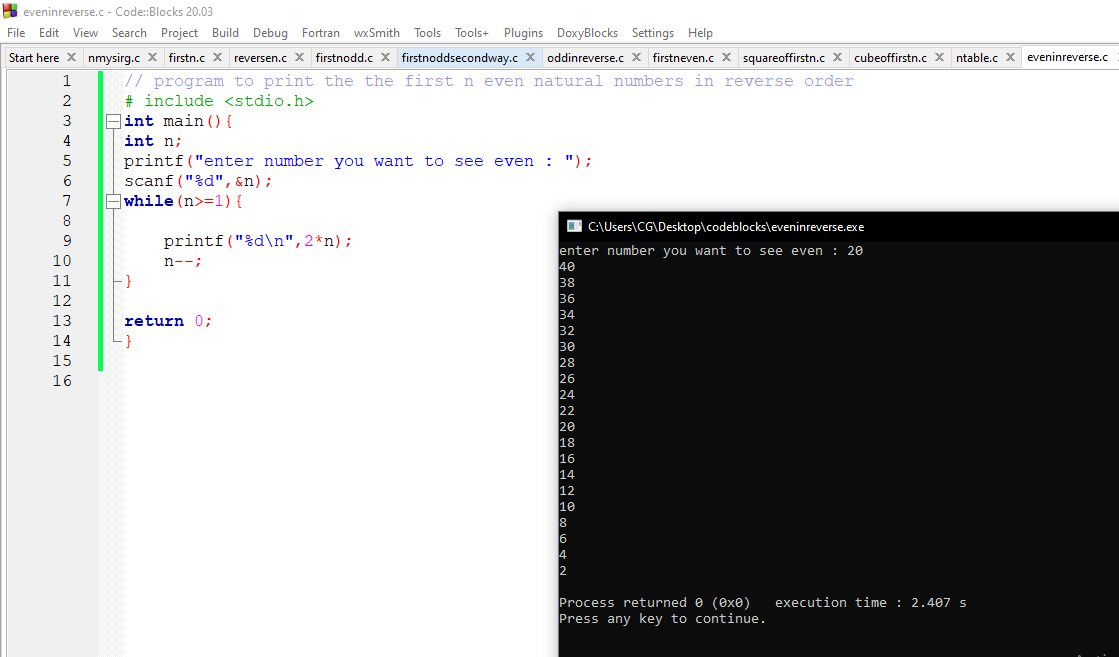 eveninreverse.c - Code::Blocks 20.03
File Edit View Search Project Build Debug Fortran wxSmith Tools Tools+ Plugins DoxyBlocks Settings Help
Start here nmysirg.c firstn.c reversen.c firstnodd.c firstnoddsecondway.c oddinreverse.c firstneven.c squareoffirstn.c cubeoffirstn.c ntable.c eveninreverse.c
1 // program to print the the first n even natural numbers in reverse order
2 # include <stdio.h>
3 int main(){
4 int n;
5 printf("enter number you want to see even : ");
6 scanf("%d",&n);
7 while(n>=1){
8
9 printf("%d\n",2*n);
10 n--;
11 }
12
13 return 0;
14 }
15
16
C:\Users\CG\Desktop\codeblocks\eveninreverse.exe
enter number you want to see even : 20
40
38
36
34
32
30
28
26
24
22
20
18
16
14
12
10
8
6
4
2
Process returned 0 (0x0) execution time : 2.407 s
Press any key to continue.